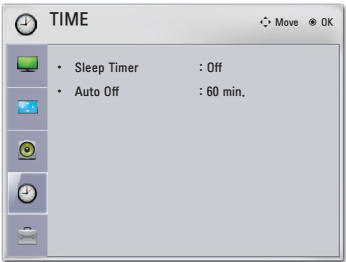 TIME
Move OK
• Sleep Timer : Off
• Auto Off : 60 min.